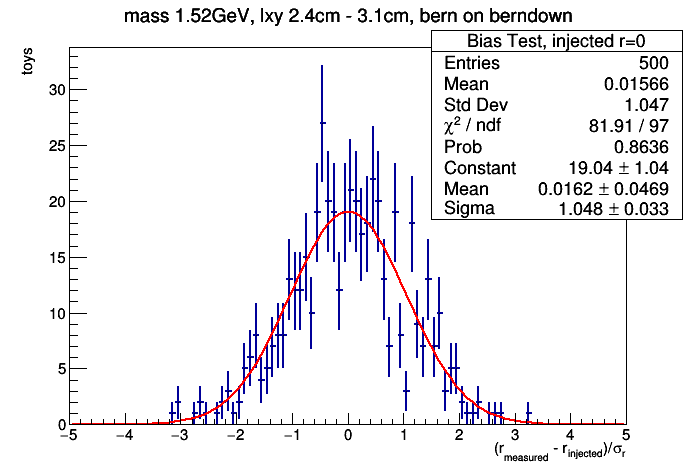 mass 1.52GeV, lxy 2.4cm - 3.1cm, bern on berndown
toys
Bias Test, injected r=0
Entries 500
Mean 0.01566
Std Dev 1.047
χ² / ndf 81.91 / 97
Prob 0.8636
Constant 19.04 ± 1.04
Mean 0.0162 ± 0.0469
Sigma 1.048 ± 0.033
30
25
20
15
10
5
0
−5 −4 −3 −2 −1 0 1 2 3 4 5
(r_measured - r_injected)/σ_r